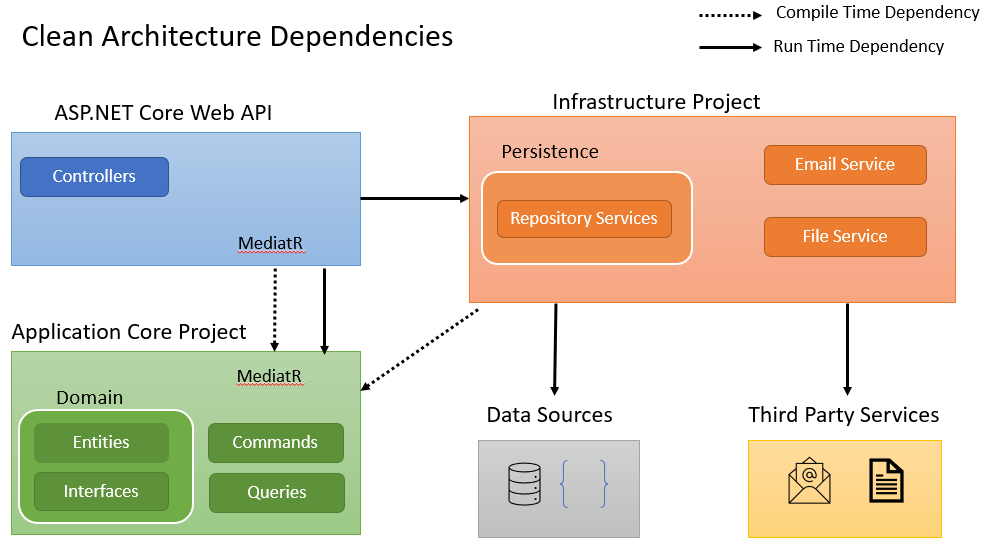 Compile Time Dependency
Clean Architecture Dependencies
Run Time Dependency
ASP.NET Core Web API
Controllers
MediatR
Infrastructure Project
Persistence
Repository Services
Email Service
File Service
Application Core Project
MediatR
Domain
Entities
Interfaces
Commands
Queries
Data Sources
{ }
Third Party Services
@